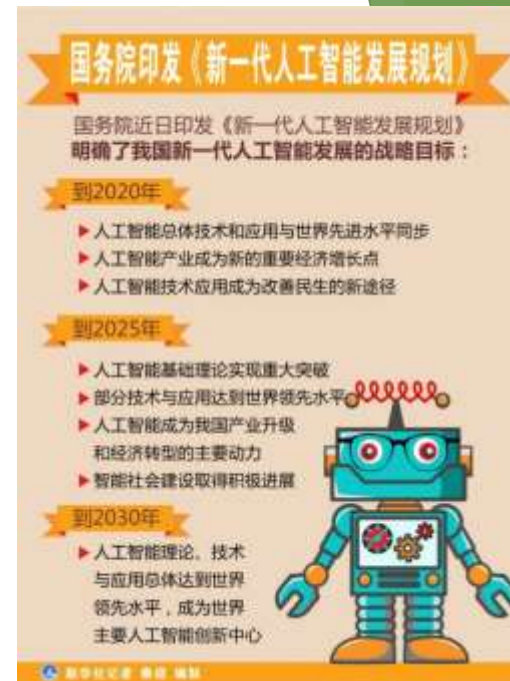 国务院印发《新一代人工智能发展规划》
国务院近日印发《新一代人工智能发展规划》
明确了我国新一代人工智能发展的战略目标：
到2020年
▶人工智能总体技术和应用与世界先进水平同步
▶人工智能产业成为新的重要经济增长点
▶人工智能技术应用成为改善民生的新途径
到2025年
▶人工智能基础理论实现重大突破
▶部分技术与应用达到世界领先水平
▶人工智能成为我国产业升级
和经济转型的主要动力
▶智能社会建设取得积极进展
到2030年
▶人工智能理论、技术
与应用总体达到世界
领先水平，成为世界
主要人工智能创新中心
新华社记者 编制